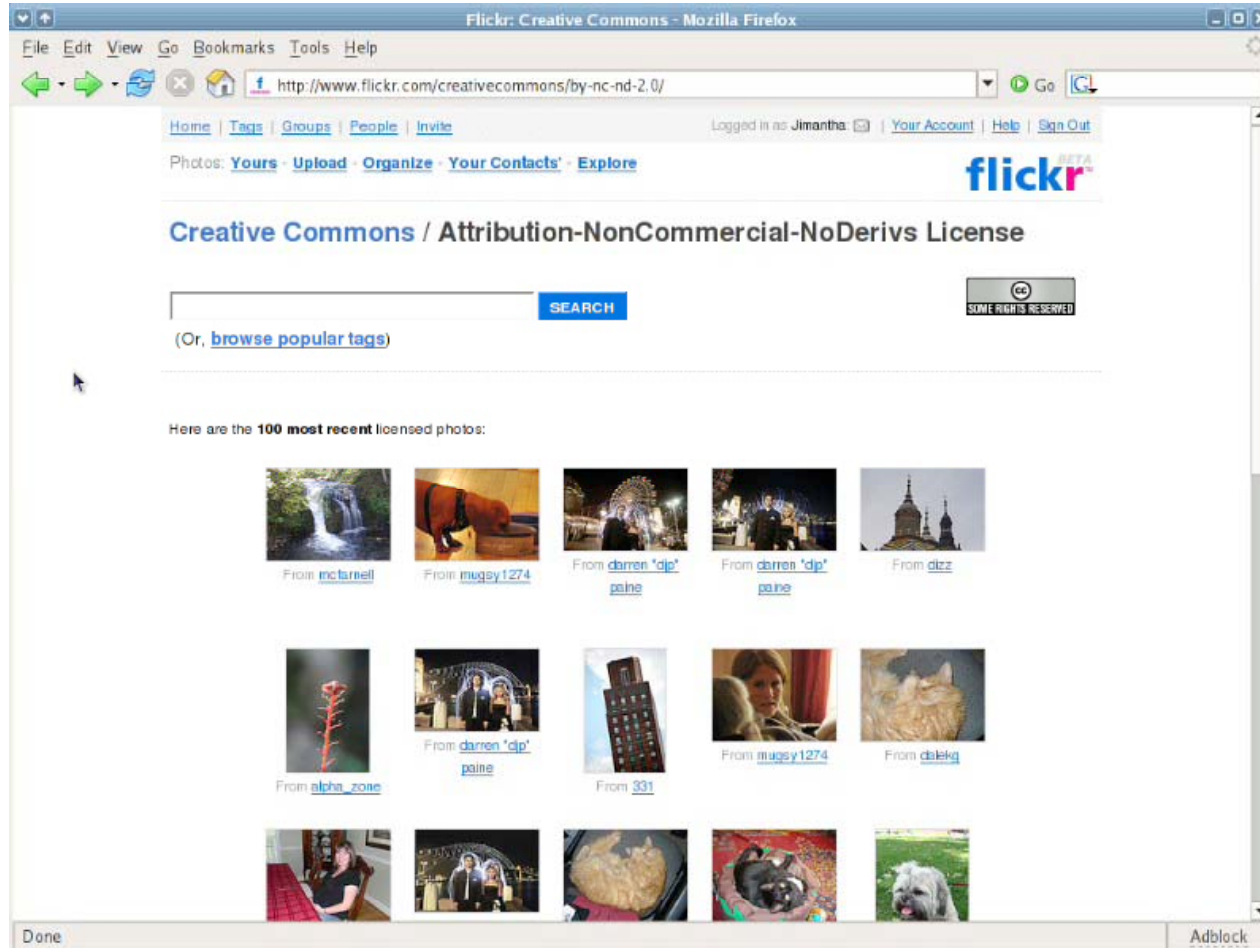 Flickr: Creative Commons - Mozilla Firefox
File Edit View Go Bookmarks Tools Help
http://www.flickr.com/creativecommons/by-nc-nd-2.0/ Go
Home | Tags | Groups | People | Invite
Logged in as Jimantha | Your Account | Help | Sign Out
Photos: Yours - Upload - Organize - Your Contacts' - Explore
flickr BETA
Creative Commons / Attribution-NonCommercial-NoDerivs License
SEARCH
cc
SOME RIGHTS RESERVED
(Or, browse popular tags)
Here are the 100 most recent licensed photos:
From mctarnell
From mugsy1274
From darren "djp"
paine
From darren "djp"
paine
From dizz
From alpha_zone
From darren "djp"
paine
From 331
From mugsy1274
From dalekg
Done
Adblock